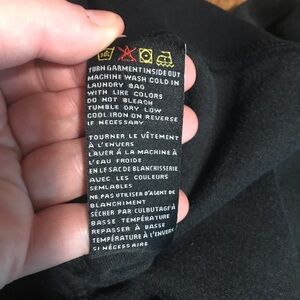 TURN GARMENT INSIDE OUT
MACHINE WASH COLD IN
LAUNDRY BAG
WITH LIKE COLORS
DO NOT BLEACH
TUMBLE DRY LOW
COOL IRON ON REVERSE
IF NECESSARY
TOURNER LE VÊTEMENT
À L'ENVERS
LAVER À LA MACHINE À
L'EAU FROIDE
EN LE SAC DE BLANCHISSERIE
AVEC LES COULEURS
SEMLABLES
NE PAS UTILISER D'AGENT DE
BLANCHIMENT
SÉCHER PAR CULBUTAGE À
BASSE TEMPÉRATURE
REPASSER À BASSE
TEMPÉRATURE À L'ENVERS
SI NÉCESSAIRE